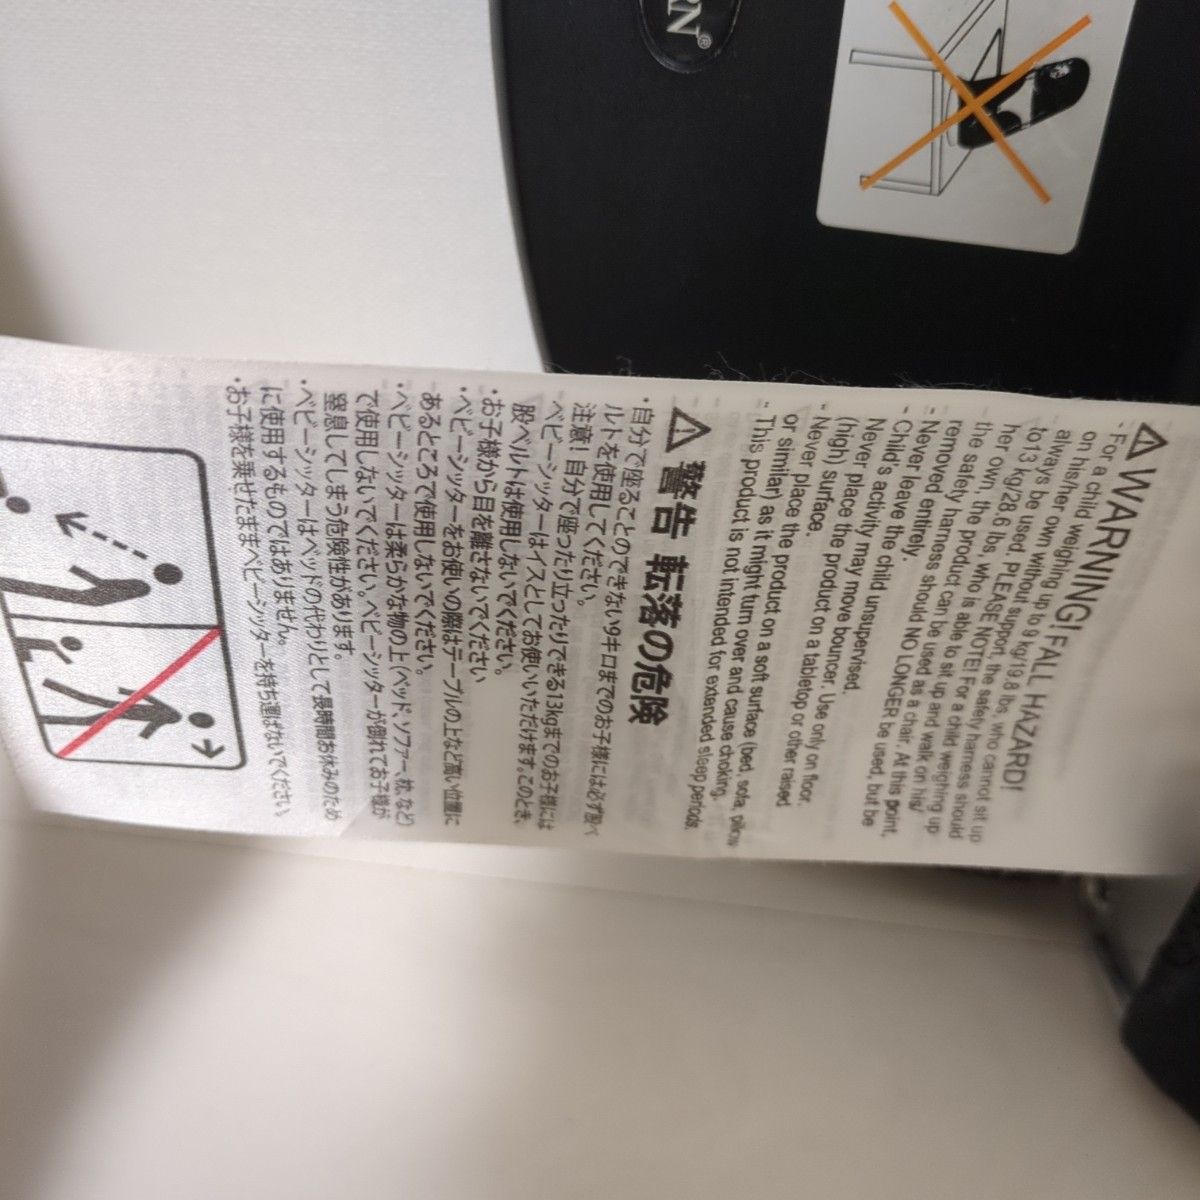 RN®
WARNING! FALL HAZARD!
- For a child weighing up to 9 kg/19.8 lbs, who cannot sit up
on his/her own without support, the safety harness should
always be used. PLEASE NOTE! For a child weighing up
to 13 kg/28.6 lbs, who is able to sit up and walk on his/
her own, the product can be used as a chair. At this point,
the safety harness should NO LONGER be used, but be
removed entirely.
- Never leave the child unsupervised.
- Child's activity may move bouncer. Use only on floor.
Never place the product on a tabletop or other raised
(high) surface.
- Never place the product on a soft surface (bed, sofa, pillow
or similar) as it might turn over and cause choking.
- This product is not intended for extended sleep periods.
警告 転落の危険
・自分で座ることのできない9キロまでのお子様には必ず股ベ
ルトを使用してください。
注意！自分で座ったり立ったりできる13kgまでのお子様には
ベビーシッターはイスとしてお使いいただけます。このとき、
股ベルトは使用しないでください。
・お子様から目を離さないでください
・ベビーシッターをお使いの際はテーブルの上など高い位置に
あるところで使用しないでください。
・ベビーシッターは柔らかな物の上（ベッド、ソファー、枕、など）
で使用しないでください。ベビーシッターが倒れてお子様が
窒息してしまう危険性があります。
・ベビーシッターはベッドの代わりとして長時間お休みのため
に使用するものではありません。
・お子様を乗せたままベビーシッターを持ち運ばないでください